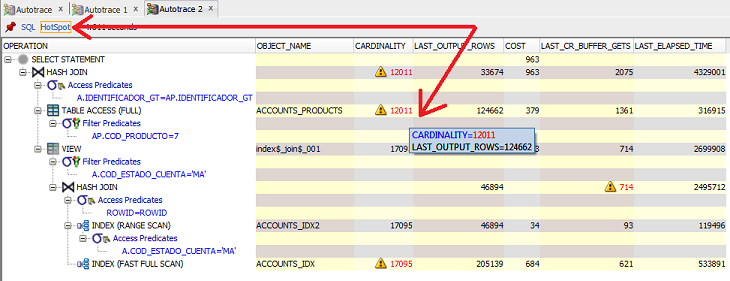 Autotrace x Autotrace 1 x Autotrace 2 x
SQL HotSpot seconds
OPERATION OBJECT_NAME CARDINALITY LAST_OUTPUT_ROWS COST LAST_CR_BUFFER_GETS LAST_ELAPSED_TIME
SELECT STATEMENT 963
HASH JOIN 12011 33674 963 2075 4329001
Access Predicates
A.IDENTIFICADOR_GT=AP.IDENTIFICADOR_GT
TABLE ACCESS (FULL) ACCOUNTS_PRODUCTS 12011 124662 379 1361 316915
Filter Predicates
AP.COD_PRODUCTO=7
CARDINALITY=12011
LAST_OUTPUT_ROWS=124662
VIEW index$_join$_001 1709 3 714 2699908
Filter Predicates
A.COD_ESTADO_CUENTA='MA'
HASH JOIN 46894 714 2495712
Access Predicates
ROWID=ROWID
INDEX (RANGE SCAN) ACCOUNTS_IDX2 17095 46894 34 93 119496
Access Predicates
A.COD_ESTADO_CUENTA='MA'
INDEX (FAST FULL SCAN) ACCOUNTS_IDX 17095 205139 684 621 533891